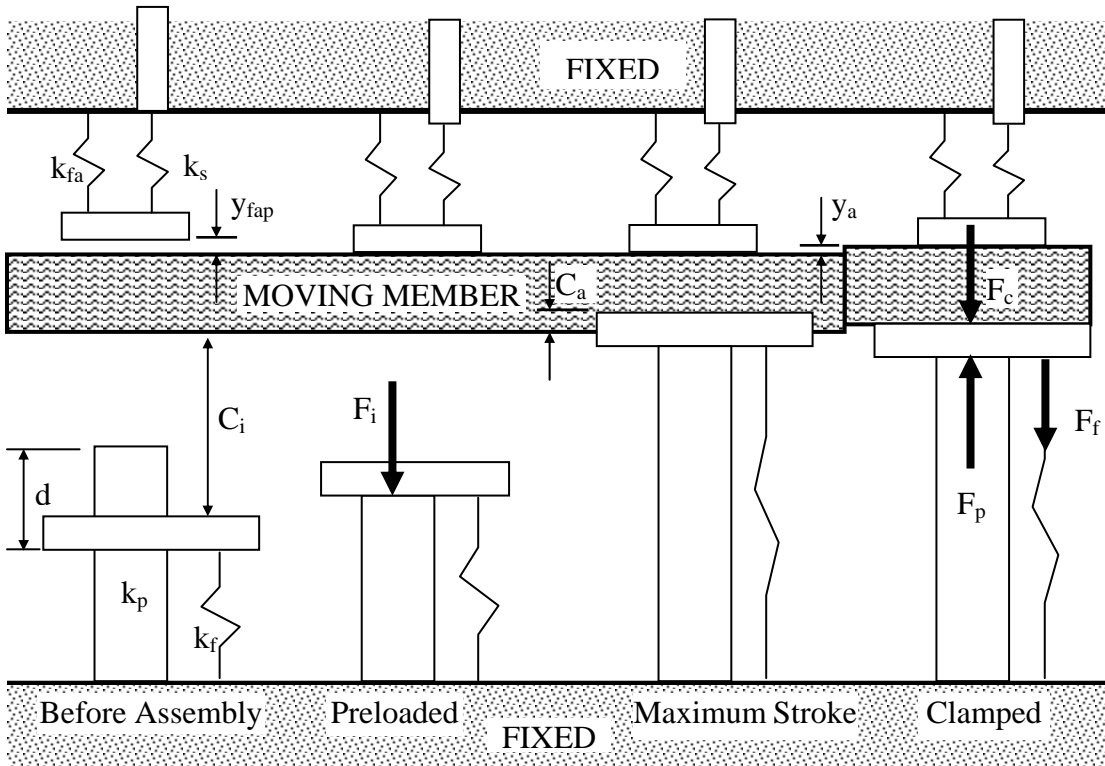 FIXED
k_fa
k_s
y_fap
y_a
MOVING MEMBER
C_a
F_c
C_i
F_i
F_f
d
F_p
k_p
k_f
Before Assembly
Preloaded
Maximum Stroke
Clamped
FIXED